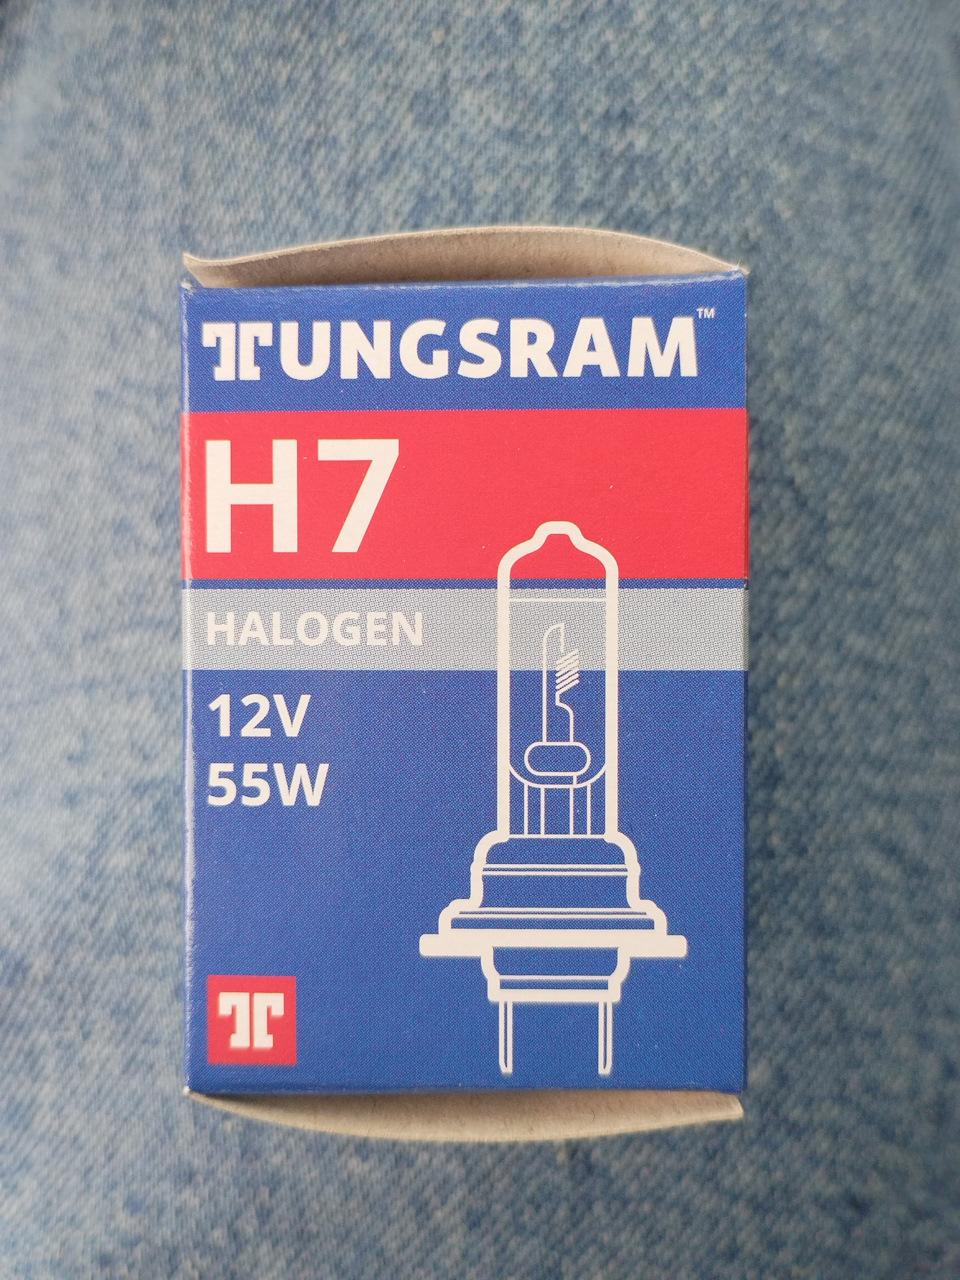 TUNGSRAM™
H7
HALOGEN
12V
55W